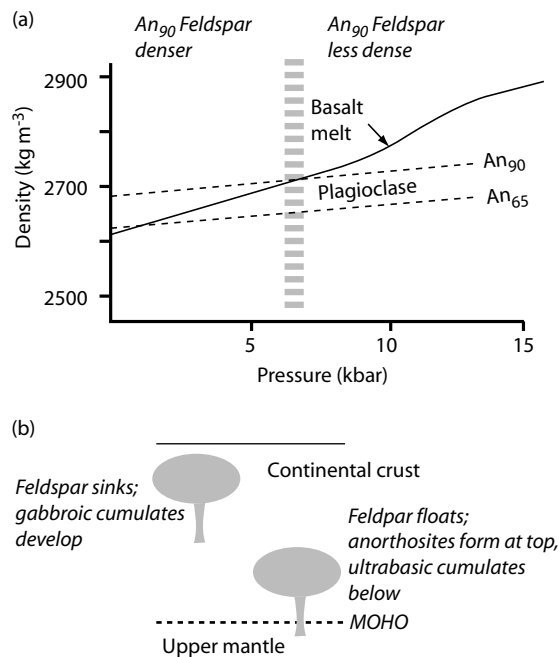 (a)
An90 Feldspar
denser
An90 Feldspar
less dense
2900
2700
2500
Density (kg m-3)
Basalt
melt
An90
Plagioclase
An65
5
10
15
Pressure (kbar)
(b)
Continental crust
Feldspar sinks;
gabbroic cumulates
develop
Feldpar floats;
anorthosites form at top,
ultrabasic cumulates
below
MOHO
Upper mantle